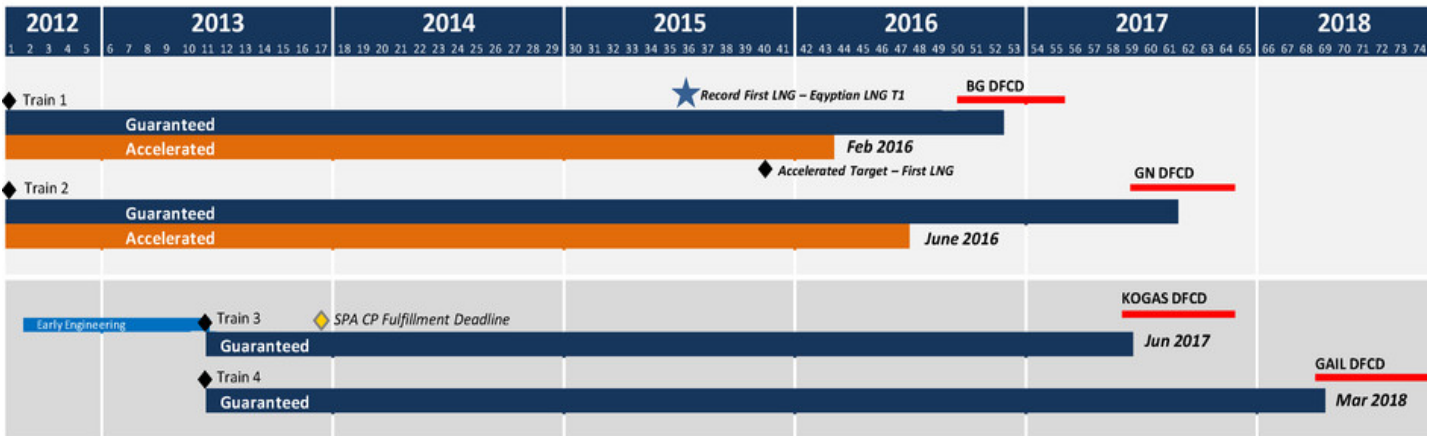 2012 2013 2014 2015 2016 2017 2018
1 2 3 4 5 6 7 8 9 10 11 12 13 14 15 16 17 18 19 20 21 22 23 24 25 26 27 28 29 30 31 32 33 34 35 36 37 38 39 40 41 42 43 44 45 46 47 48 49 50 51 52 53 54 55 56 57 58 59 60 61 62 63 64 65 66 67 68 69 70 71 72 73 74
BG DFCD
Train 1
Record First LNG – Eqyptian LNG T1
Guaranteed
Accelerated
Feb 2016
Accelerated Target – First LNG
GN DFCD
Train 2
Guaranteed
Accelerated
June 2016
KOGAS DFCD
Early Engineering
Train 3
SPA CP Fulfillment Deadline
Guaranteed
Jun 2017
GAIL DFCD
Train 4
Guaranteed
Mar 2018